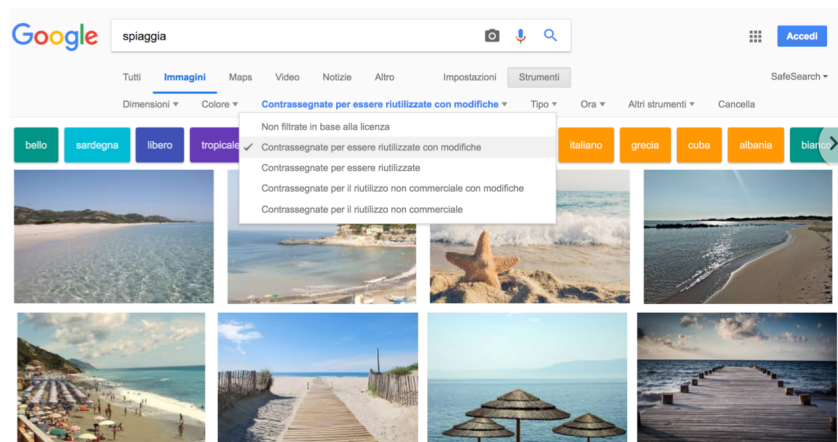 Google spiaggia Accedi
Tutti Immagini Maps Video Notizie Altro Impostazioni Strumenti SafeSearch
Dimensioni Colore Contrassegnate per essere riutilizzate con modifiche Tipo Ora Altri strumenti Cancella
Non filtrate in base alla licenza
bello sardegna libero tropicale Contrassegnate per essere riutilizzate con modifiche italiano grecia cuba albania bianco
Contrassegnate per essere riutilizzate
Contrassegnate per il riutilizzo non commerciale con modifiche
Contrassegnate per il riutilizzo non commerciale